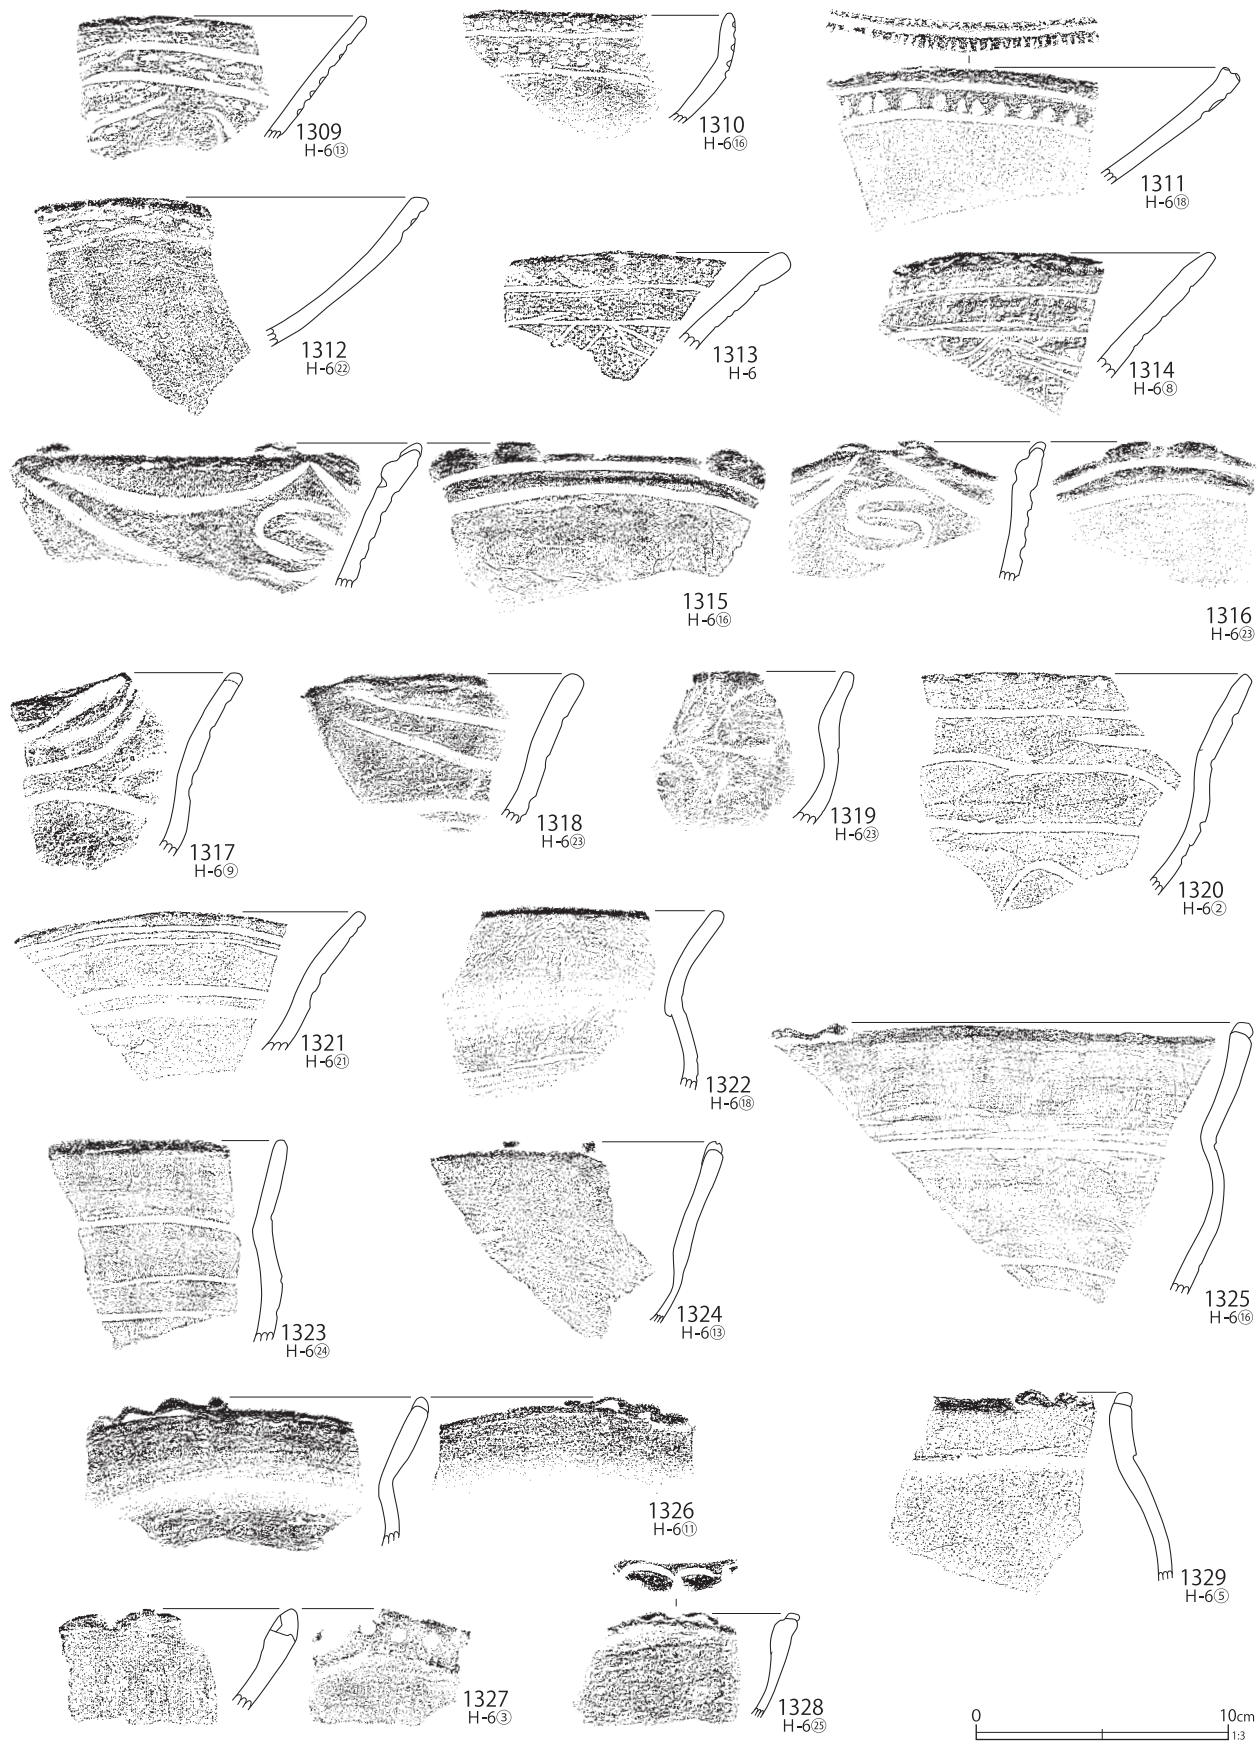 1309
H-6⑬
1310
H-6⑯
1311
H-6⑱
1312
H-6㉒
1313
H-6
1314
H-6⑧
1315
H-6⑯
1316
H-6㉓
1317
H-6⑨
1318
H-6㉓
1319
H-6㉓
1320
H-6②
1321
H-6㉑
1322
H-6⑱
1323
H-6㉔
1324
H-6⑬
1325
H-6⑯
1326
H-6⑪
1327
H-6③
1328
H-6㉕
1329
H-6⑤
0 10cm
1:3